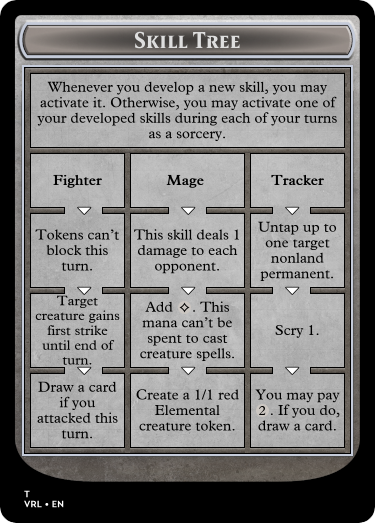 SKILL TREE
Whenever you develop a new skill, you may
activate it. Otherwise, you may activate one of
your developed skills during each of your turns
as a sorcery.
Fighter
Mage
Tracker
Tokens can't
block this
turn.
This skill deals 1
damage to each
opponent.
Untap up to
one target
nonland
permanent.
Target
creature gains
first strike
until end of
turn.
Add ◇. This
mana can't be
spent to cast
creature spells.
Scry 1.
Draw a card
if you
attacked this
turn.
Create a 1/1 red
Elemental
creature token.
You may pay
2. If you do,
draw a card.
T
VRL • EN